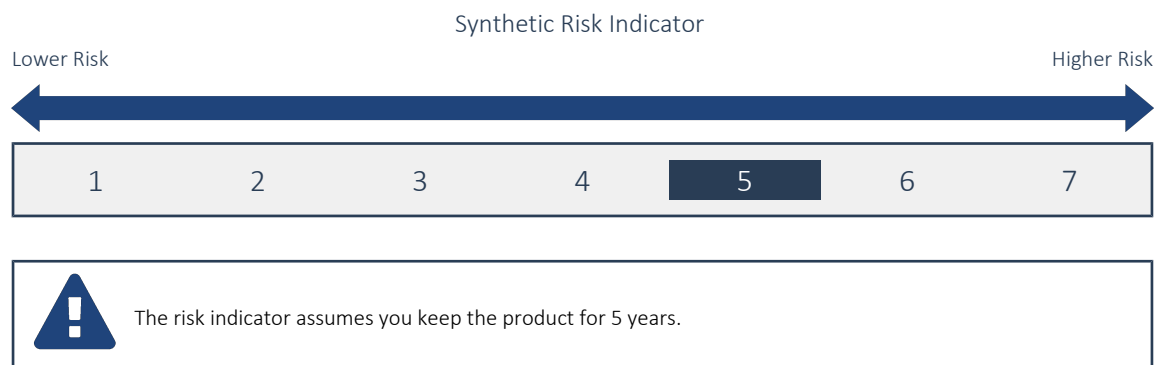 Synthetic Risk Indicator
Lower Risk Higher Risk
1 2 3 4 5 6 7
The risk indicator assumes you keep the product for 5 years.